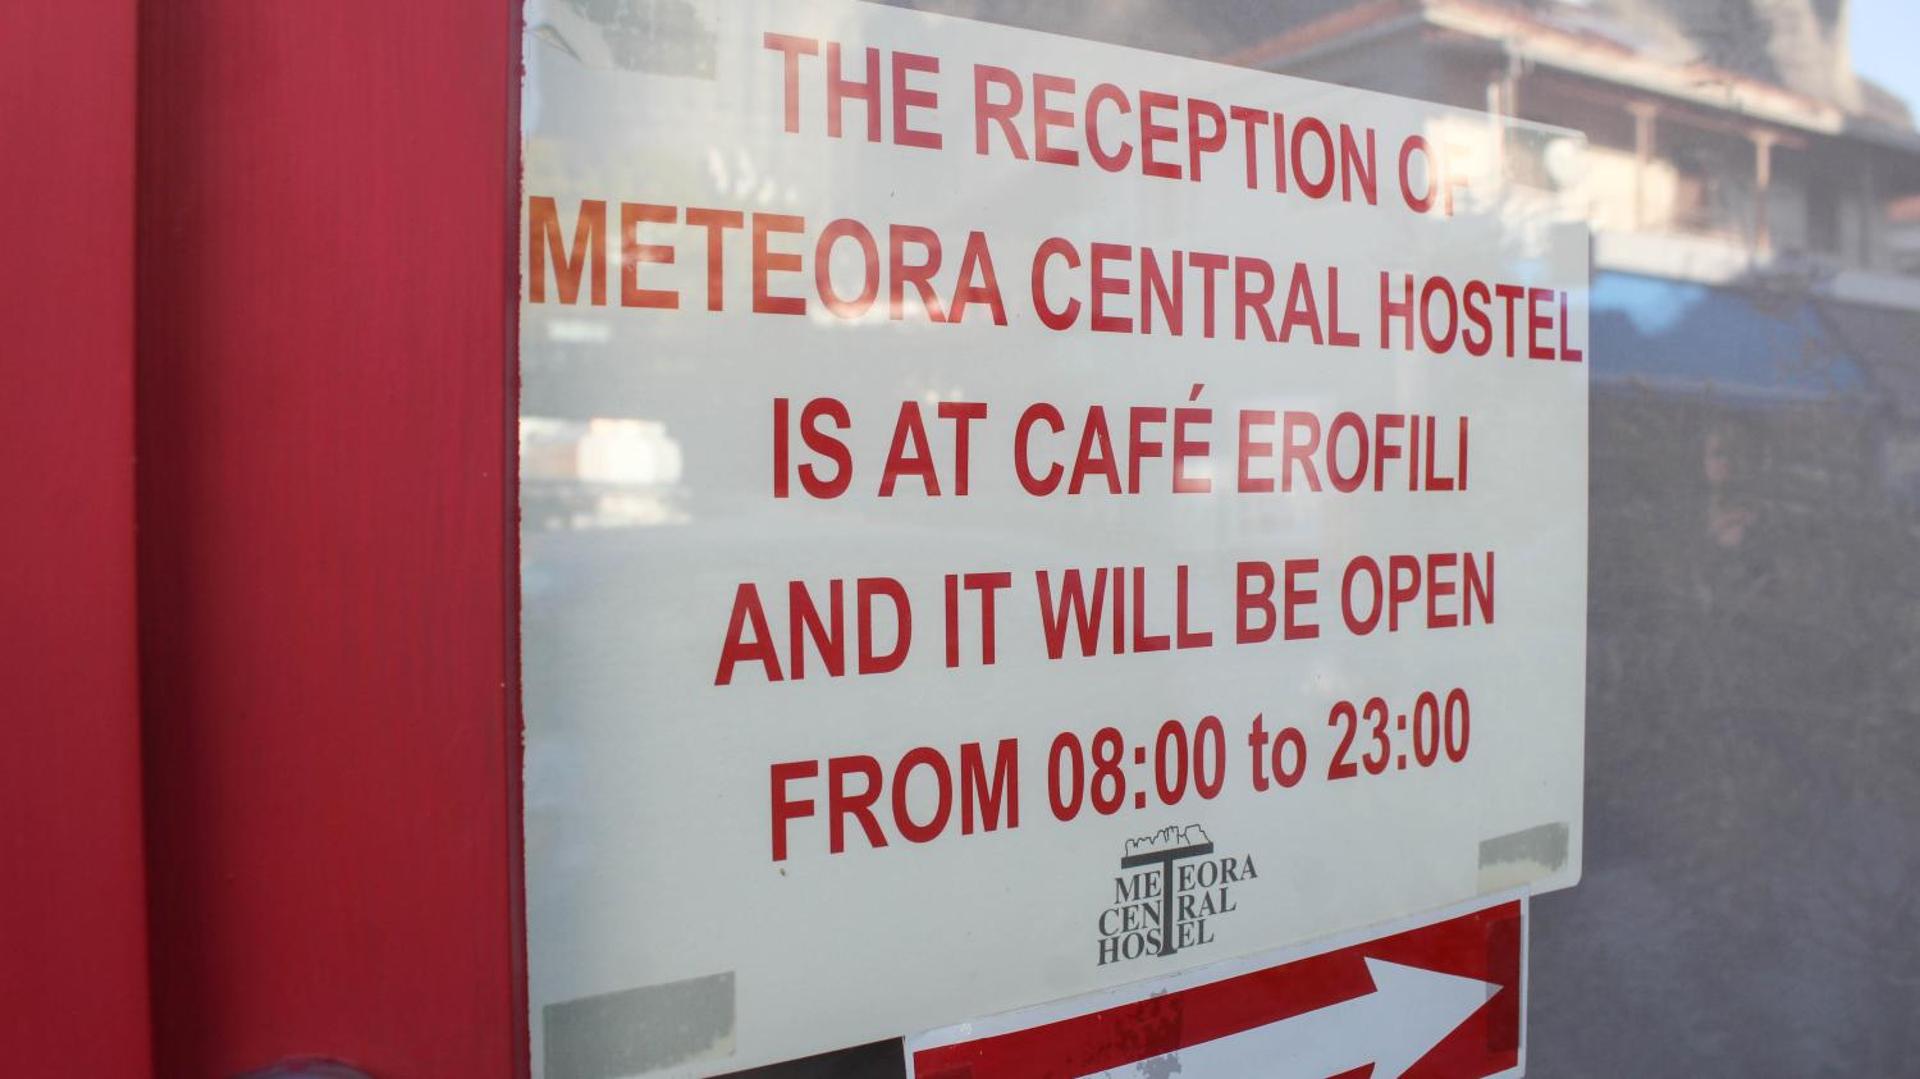 THE RECEPTION OF
METEORA CENTRAL HOSTEL
IS AT CAFÉ EROFILI
AND IT WILL BE OPEN
FROM 08:00 to 23:00
METEORA
CENTRAL
HOSTEL